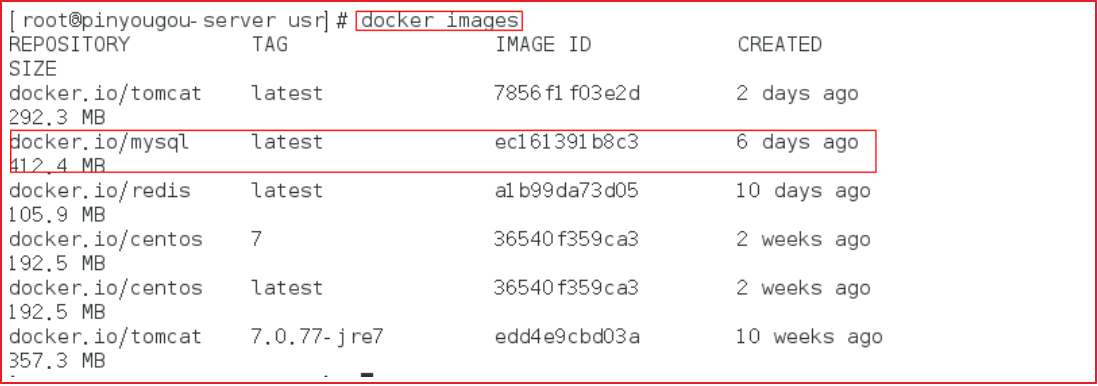 [root@pinyougou-server usr]# docker images
REPOSITORY TAG IMAGE ID CREATED
SIZE
docker.io/tomcat latest 7856f1f03e2d 2 days ago
292.3 MB
docker.io/mysql latest ec161391b8c3 6 days ago
412.4 MB
docker.io/redis latest a1b99da73d05 10 days ago
105.9 MB
docker.io/centos 7 36540f359ca3 2 weeks ago
192.5 MB
docker.io/centos latest 36540f359ca3 2 weeks ago
192.5 MB
docker.io/tomcat 7.0.77-jre7 edd4e9cbd03a 10 weeks ago
357.3 MB